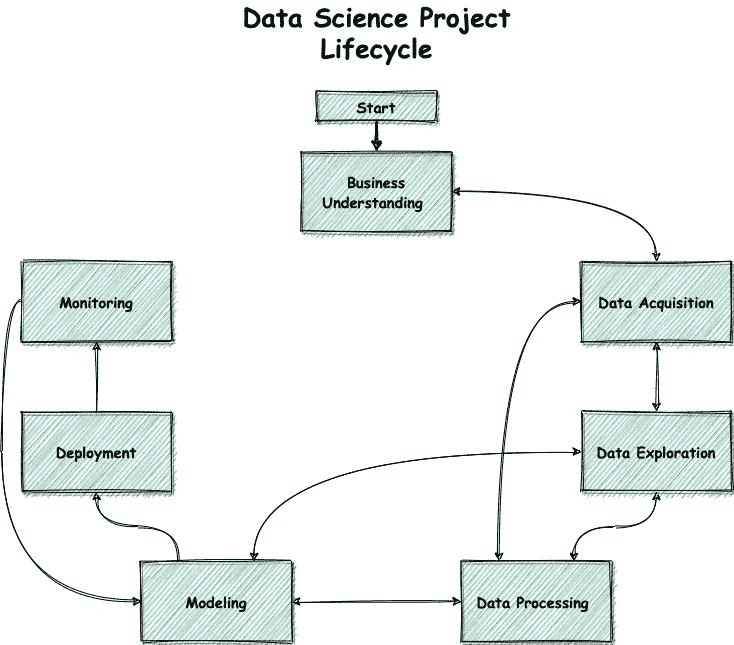 Data Science Project
Lifecycle
Start
Business
Understanding
Monitoring
Data Acquisition
Deployment
Data Exploration
Modeling
Data Processing